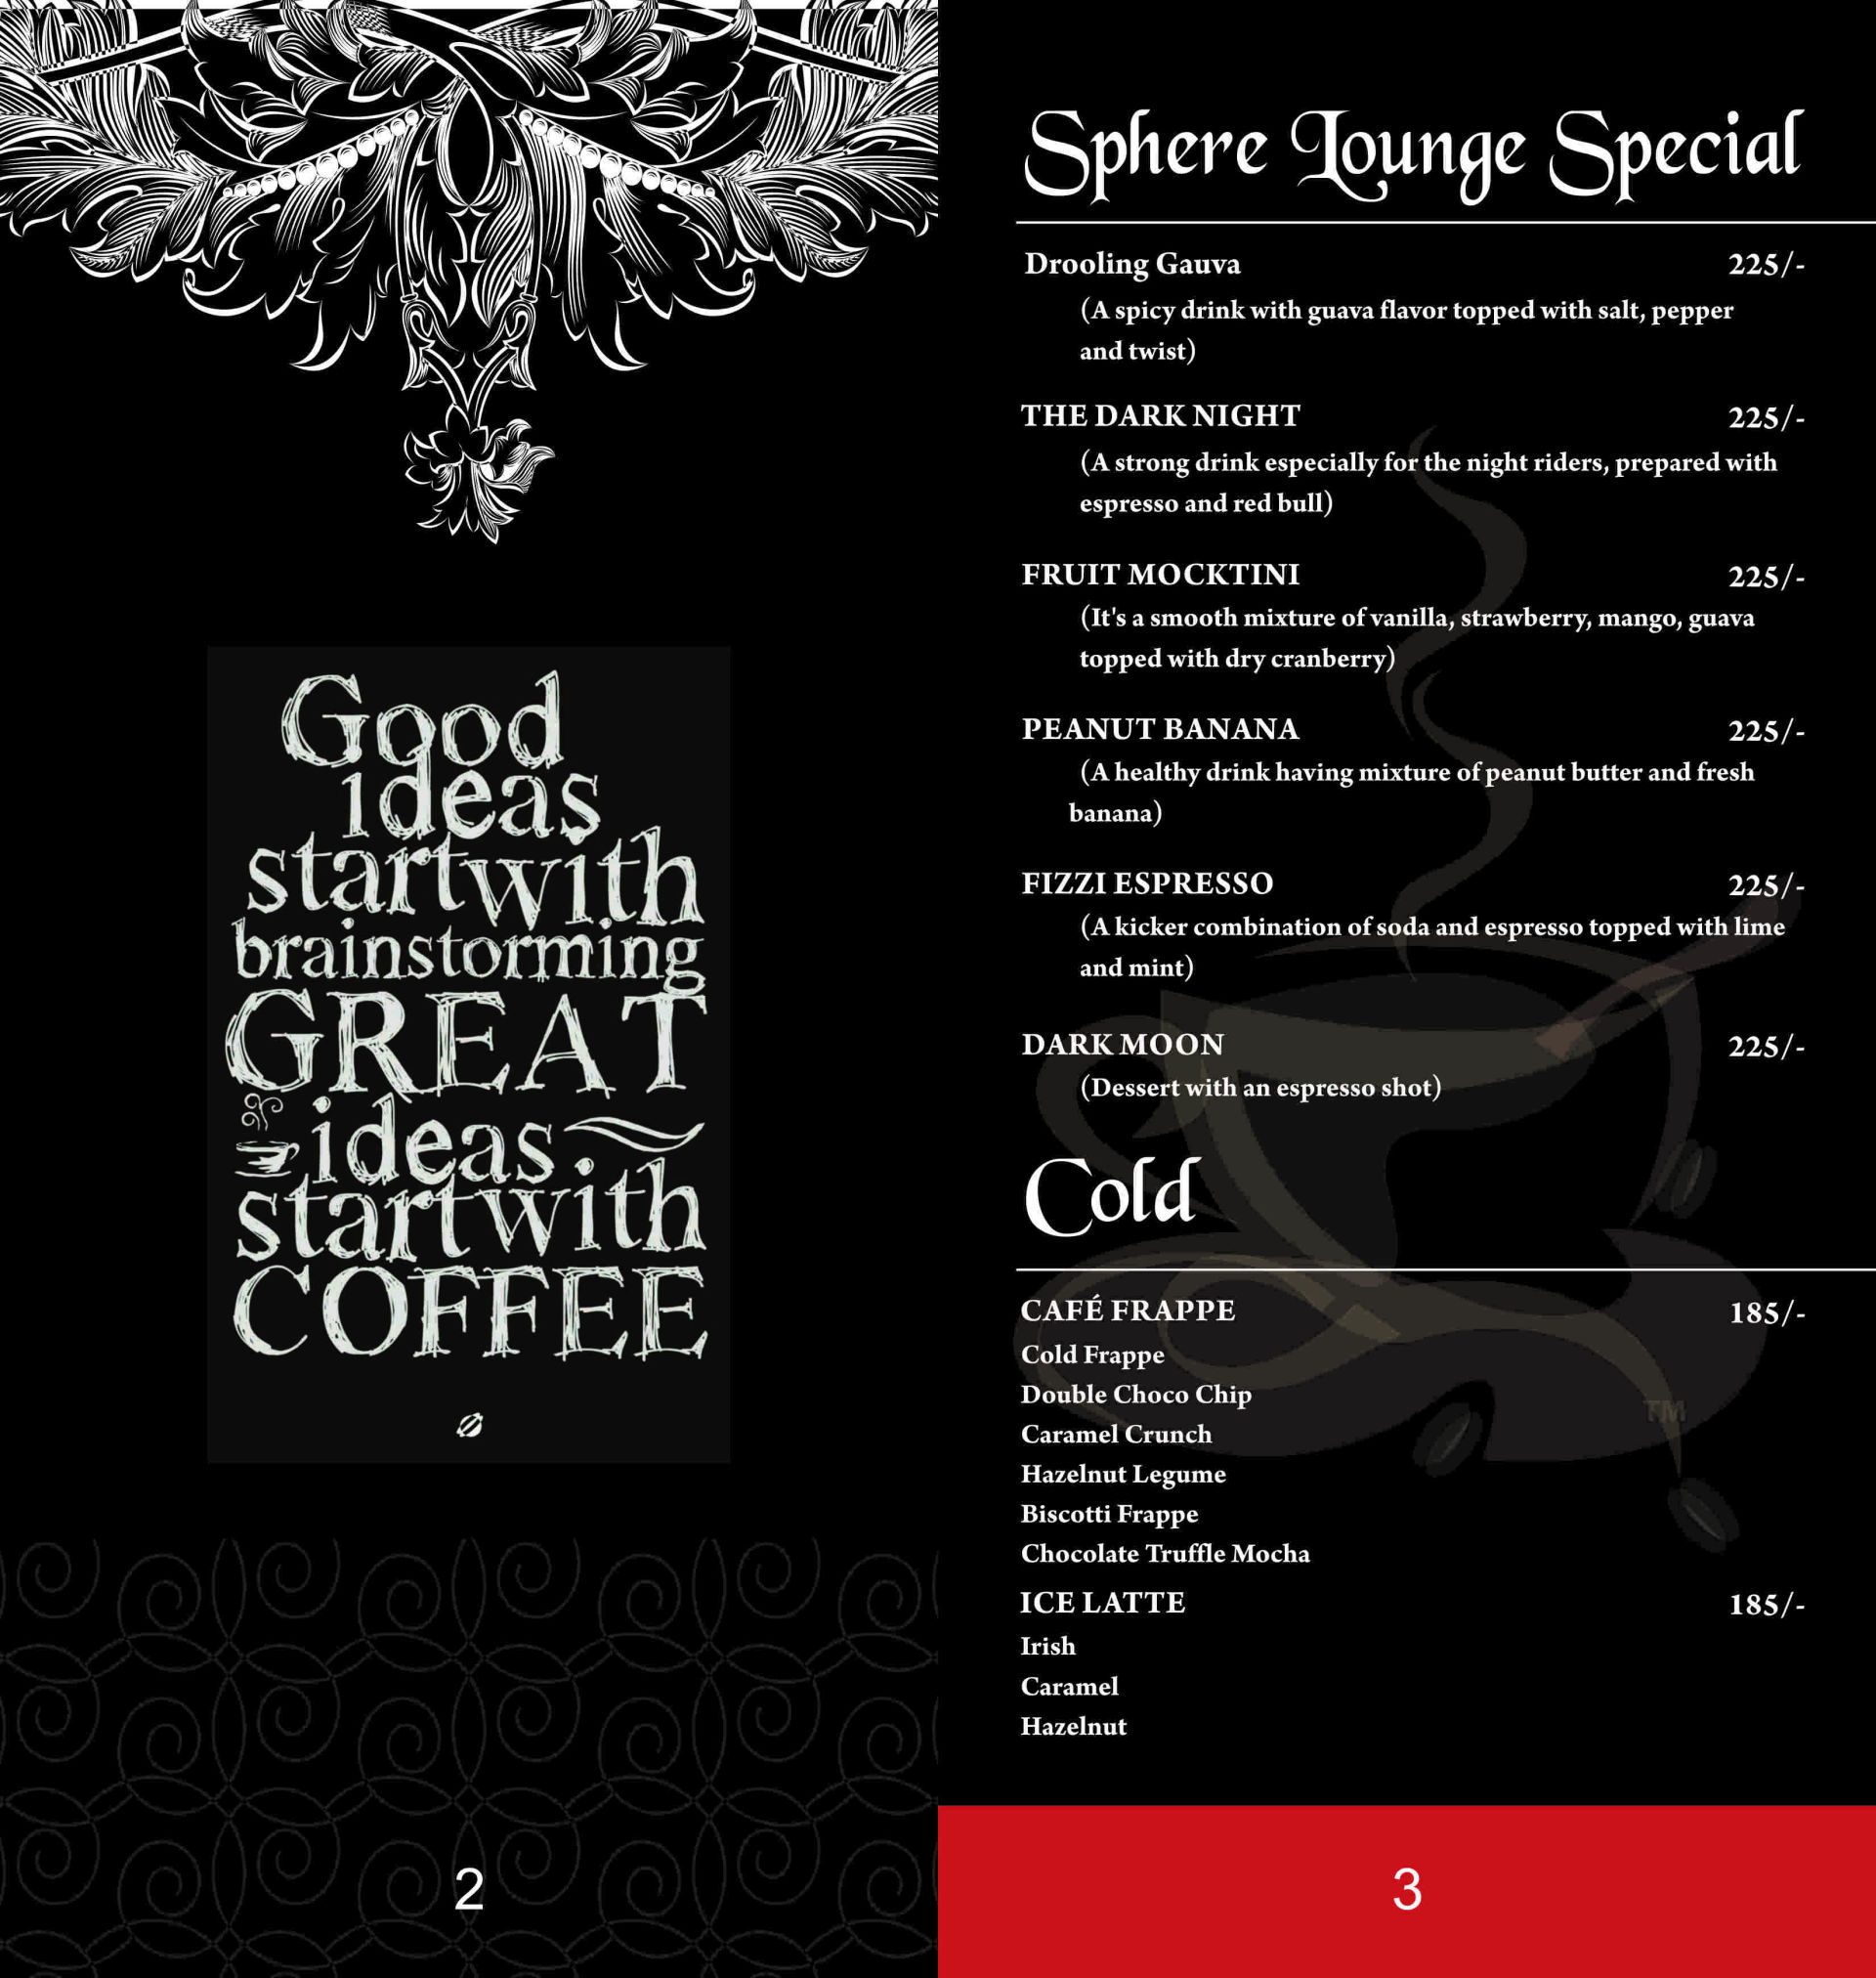 Good
ideas
start with
brainstorming
GREAT
ideas
start with
COFFEE
2
Sphere Lounge Special
Drooling Gauva 225/-
(A spicy drink with guava flavor topped with salt, pepper
and twist)
THE DARK NIGHT 225/-
(A strong drink especially for the night riders, prepared with
espresso and red bull)
FRUIT MOCKTINI 225/-
(It's a smooth mixture of vanilla, strawberry, mango, guava
topped with dry cranberry)
PEANUT BANANA 225/-
(A healthy drink having mixture of peanut butter and fresh
banana)
FIZZI ESPRESSO 225/-
(A kicker combination of soda and espresso topped with lime
and mint)
DARK MOON 225/-
(Dessert with an espresso shot)
Cold
CAFÉ FRAPPE 185/-
Cold Frappe
Double Choco Chip
TM
Caramel Crunch
Hazelnut Legume
Biscotti Frappe
Chocolate Truffle Mocha
ICE LATTE 185/-
Irish
Caramel
Hazelnut
3